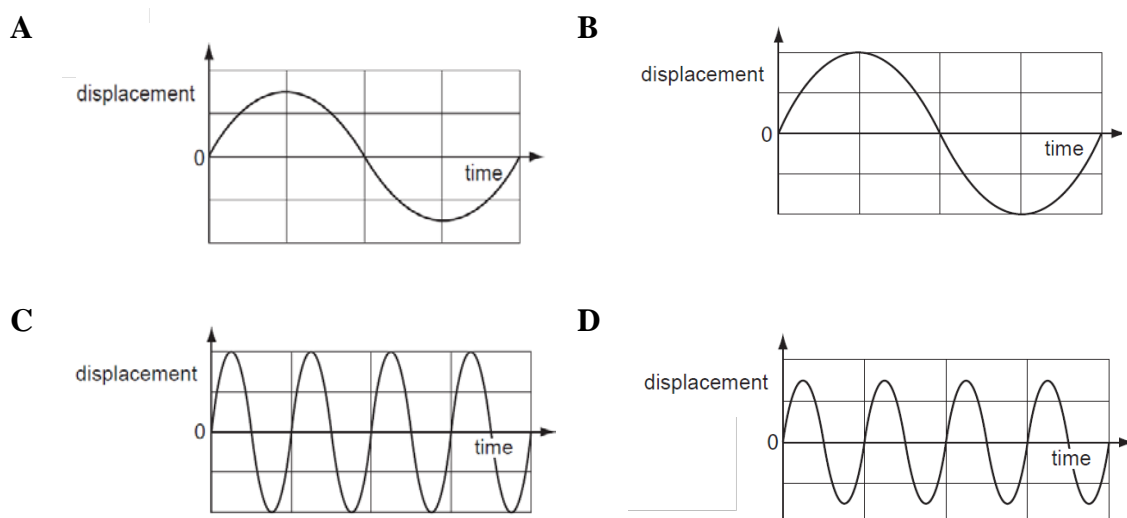 A
displacement
0
time
B
displacement
0
time
C
displacement
0
time
D
displacement
0
time